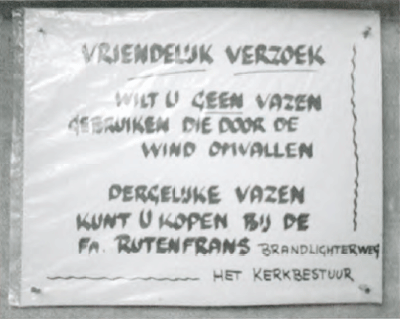 VRIENDELIJK VERZOEK
WILT U GEEN VAZEN
GEBRUIKEN DIE DOOR DE
WIND OMVALLEN
DERGELIJKE VAZEN
KUNT U KOPEN BIJ DE
FA. RUTENFRANS BRANDLICHTERWEG
HET KERKBESTUUR